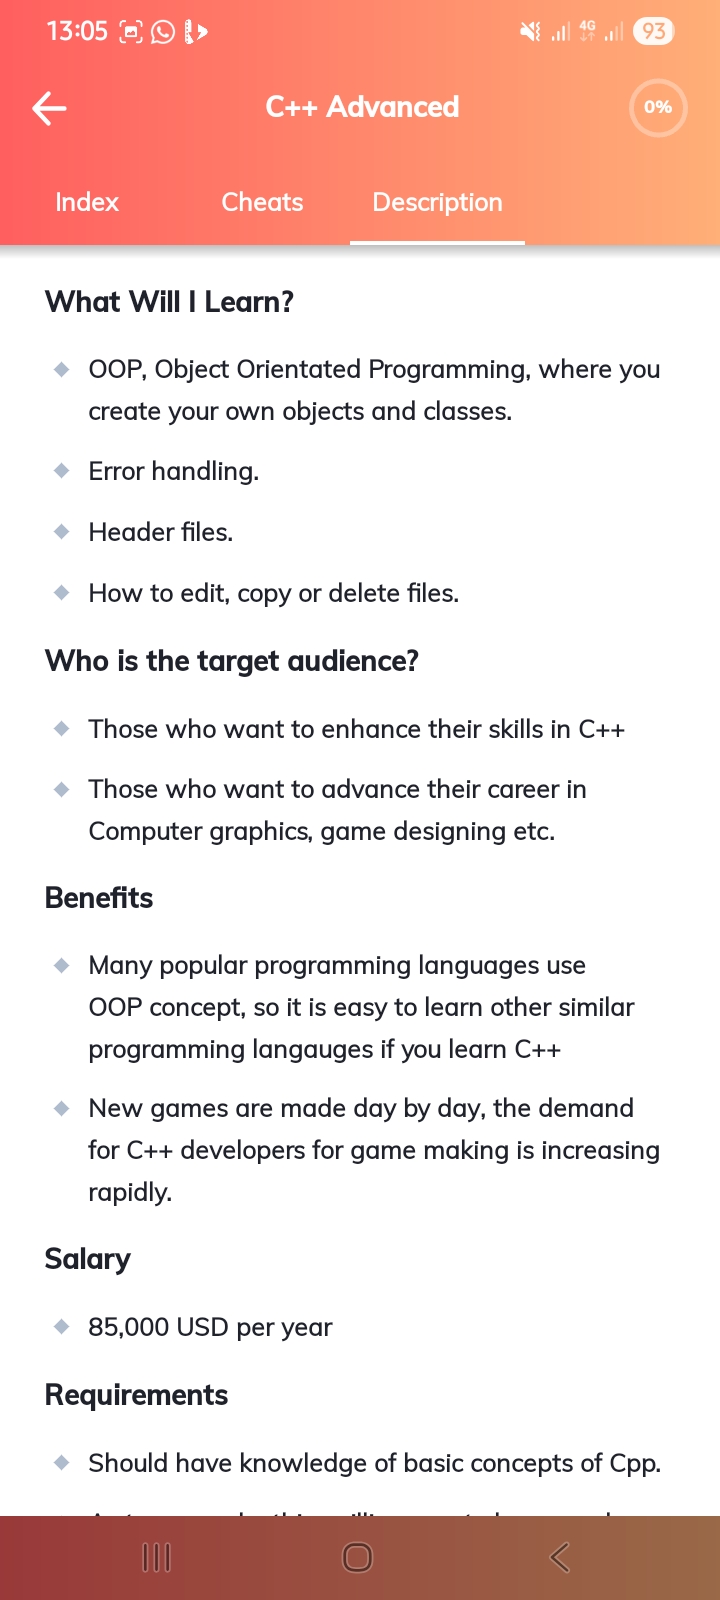 13:05
4G
93
C++ Advanced
0%
Index
Cheats
Description
What Will I Learn?
OOP, Object Orientated Programming, where you
create your own objects and classes.
Error handling.
Header files.
How to edit, copy or delete files.
Who is the target audience?
Those who want to enhance their skills in C++
Those who want to advance their career in
Computer graphics, game designing etc.
Benefits
Many popular programming languages use
OOP concept, so it is easy to learn other similar
programming langauges if you learn C++
New games are made day by day, the demand
for C++ developers for game making is increasing
rapidly.
Salary
85,000 USD per year
Requirements
Should have knowledge of basic concepts of Cpp.